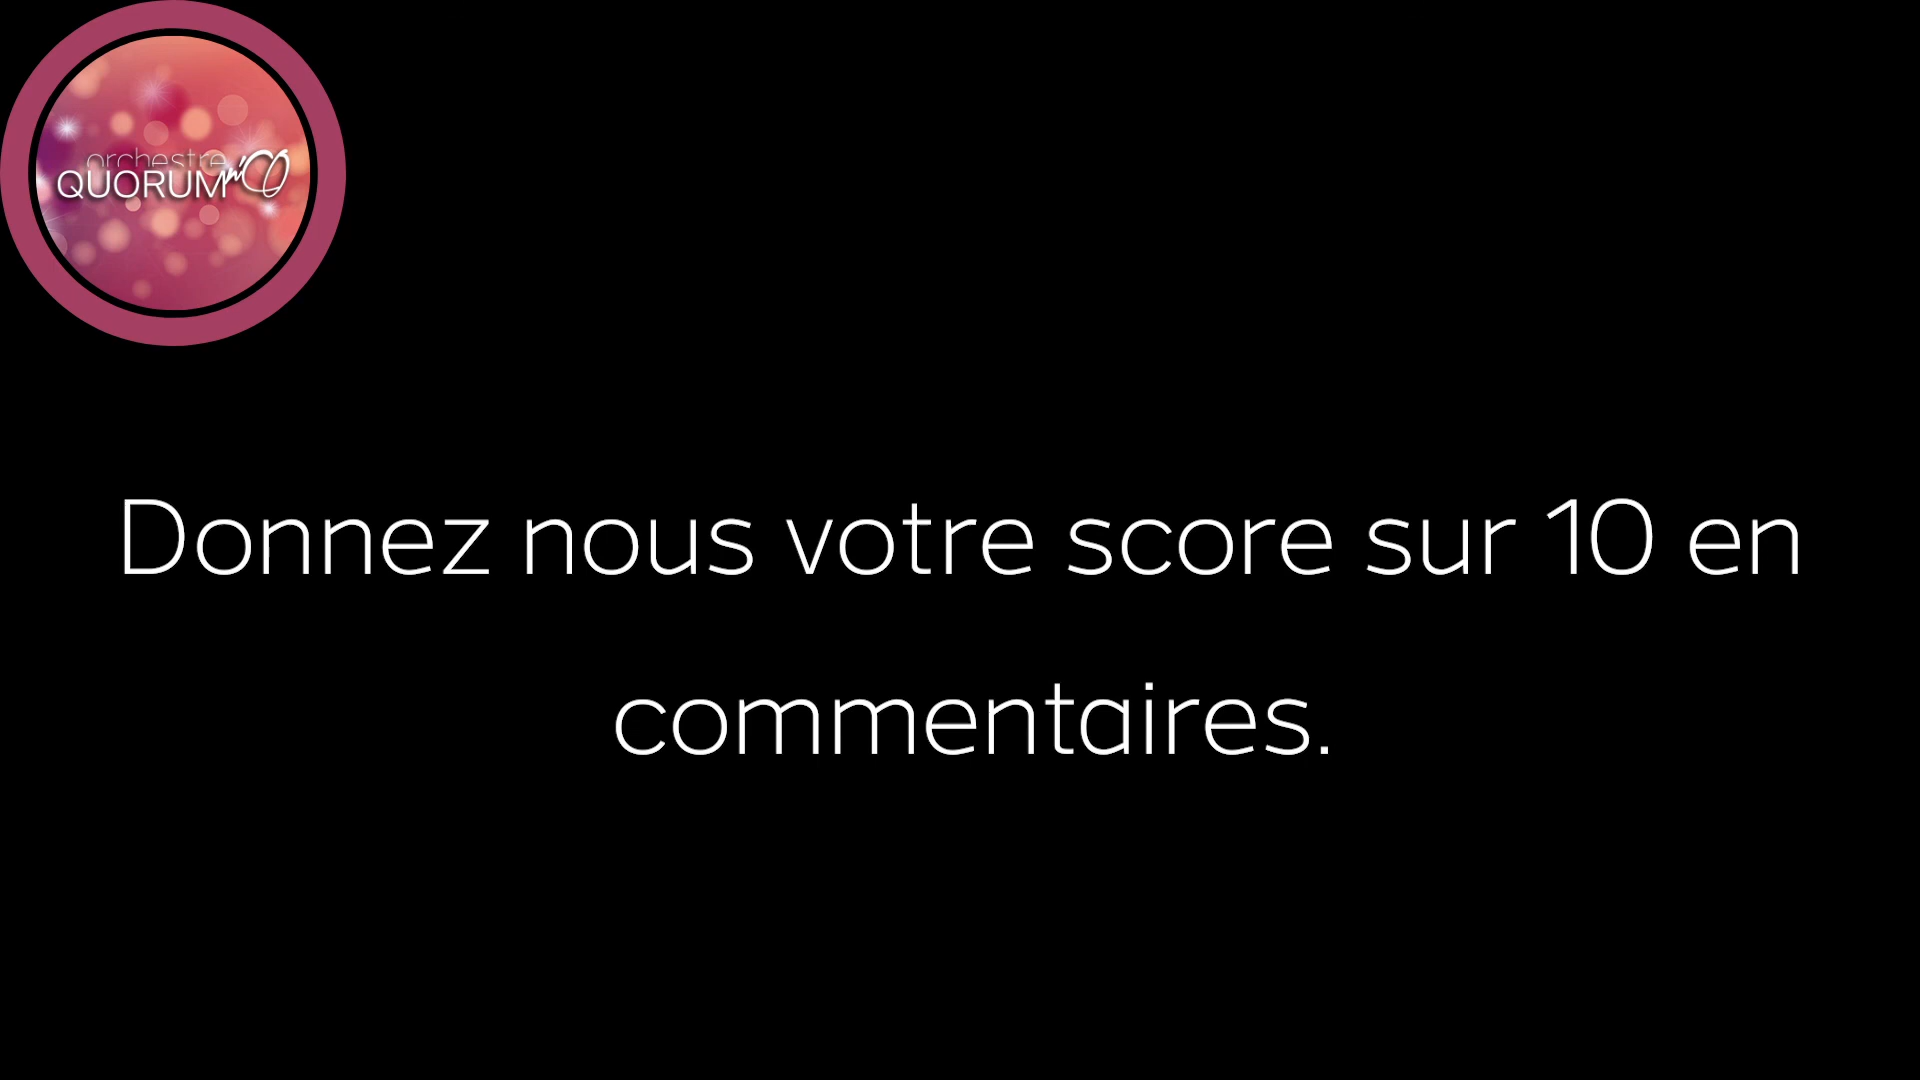 orchestre
QUORUM
Donnez nous votre score sur 10 en
commentaires.